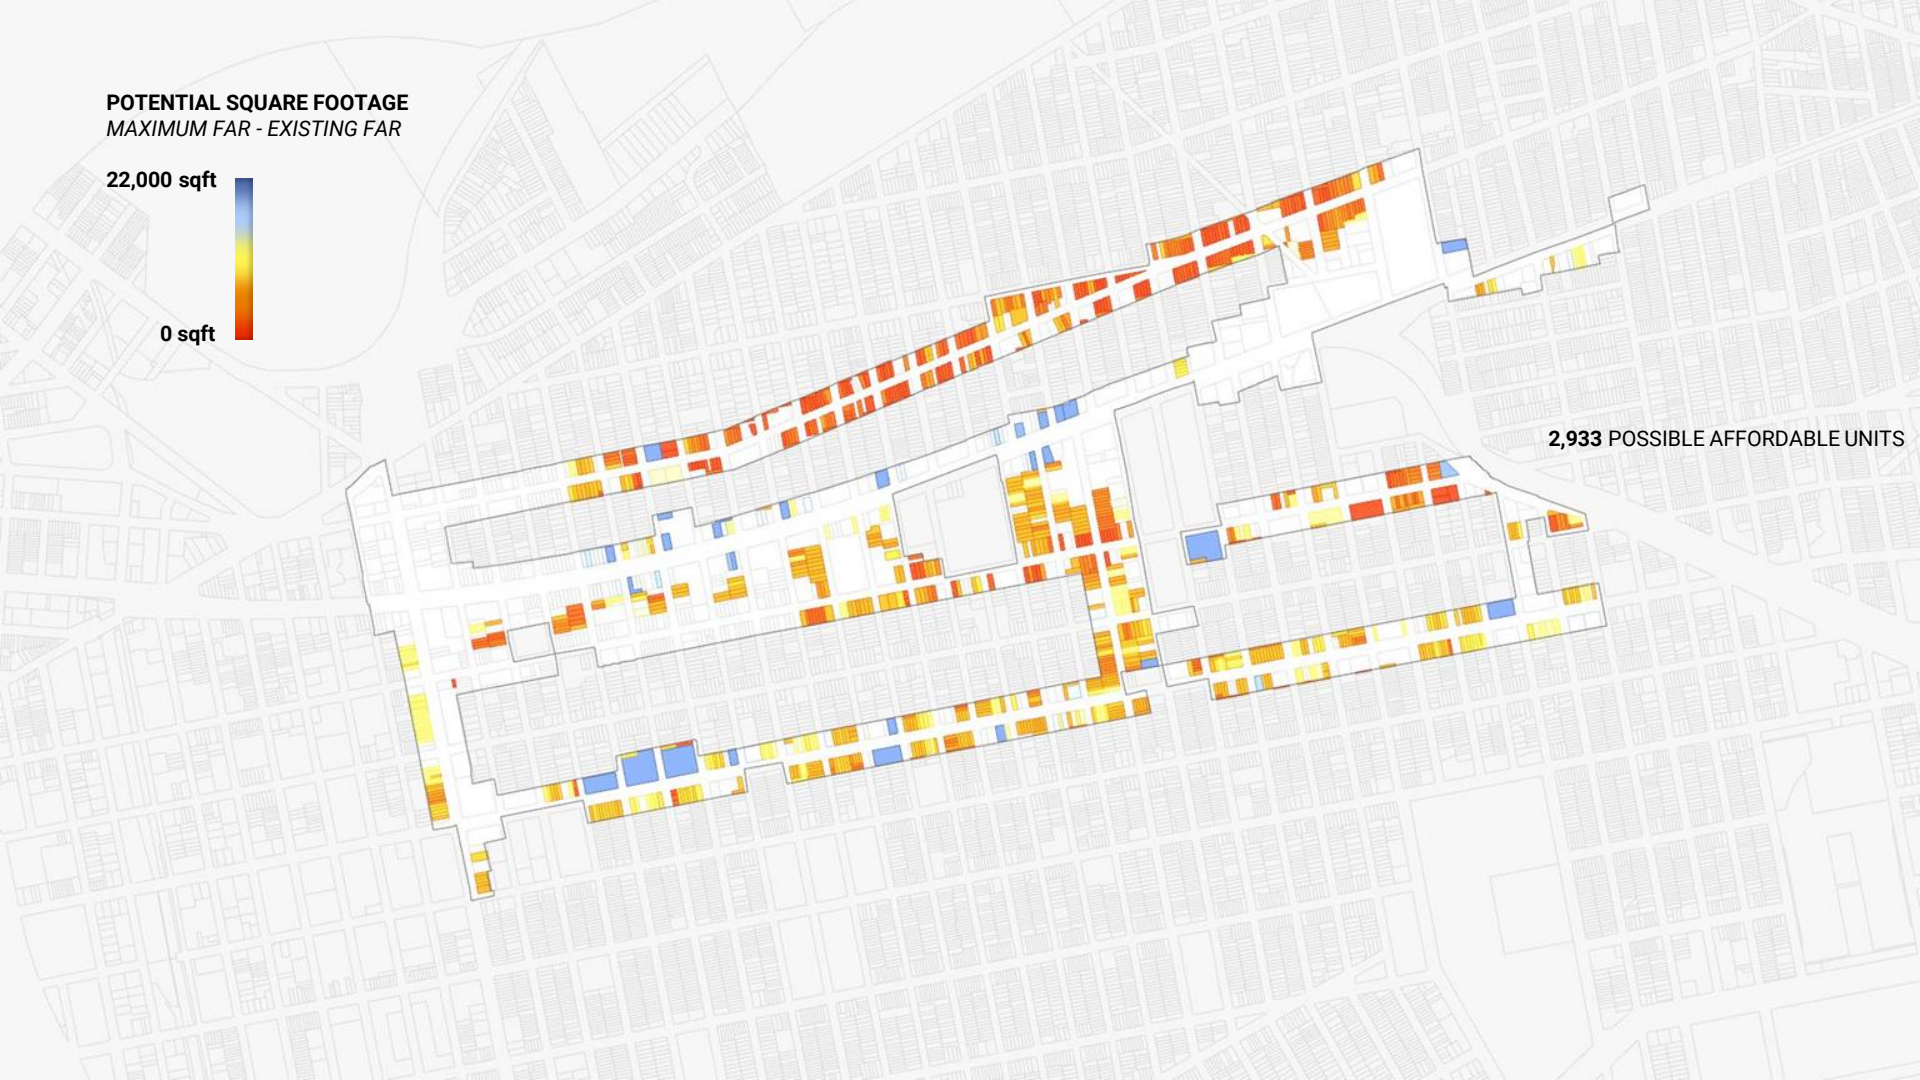 POTENTIAL SQUARE FOOTAGE
MAXIMUM FAR - EXISTING FAR
22,000 sqft
0 sqft
2,933 POSSIBLE AFFORDABLE UNITS